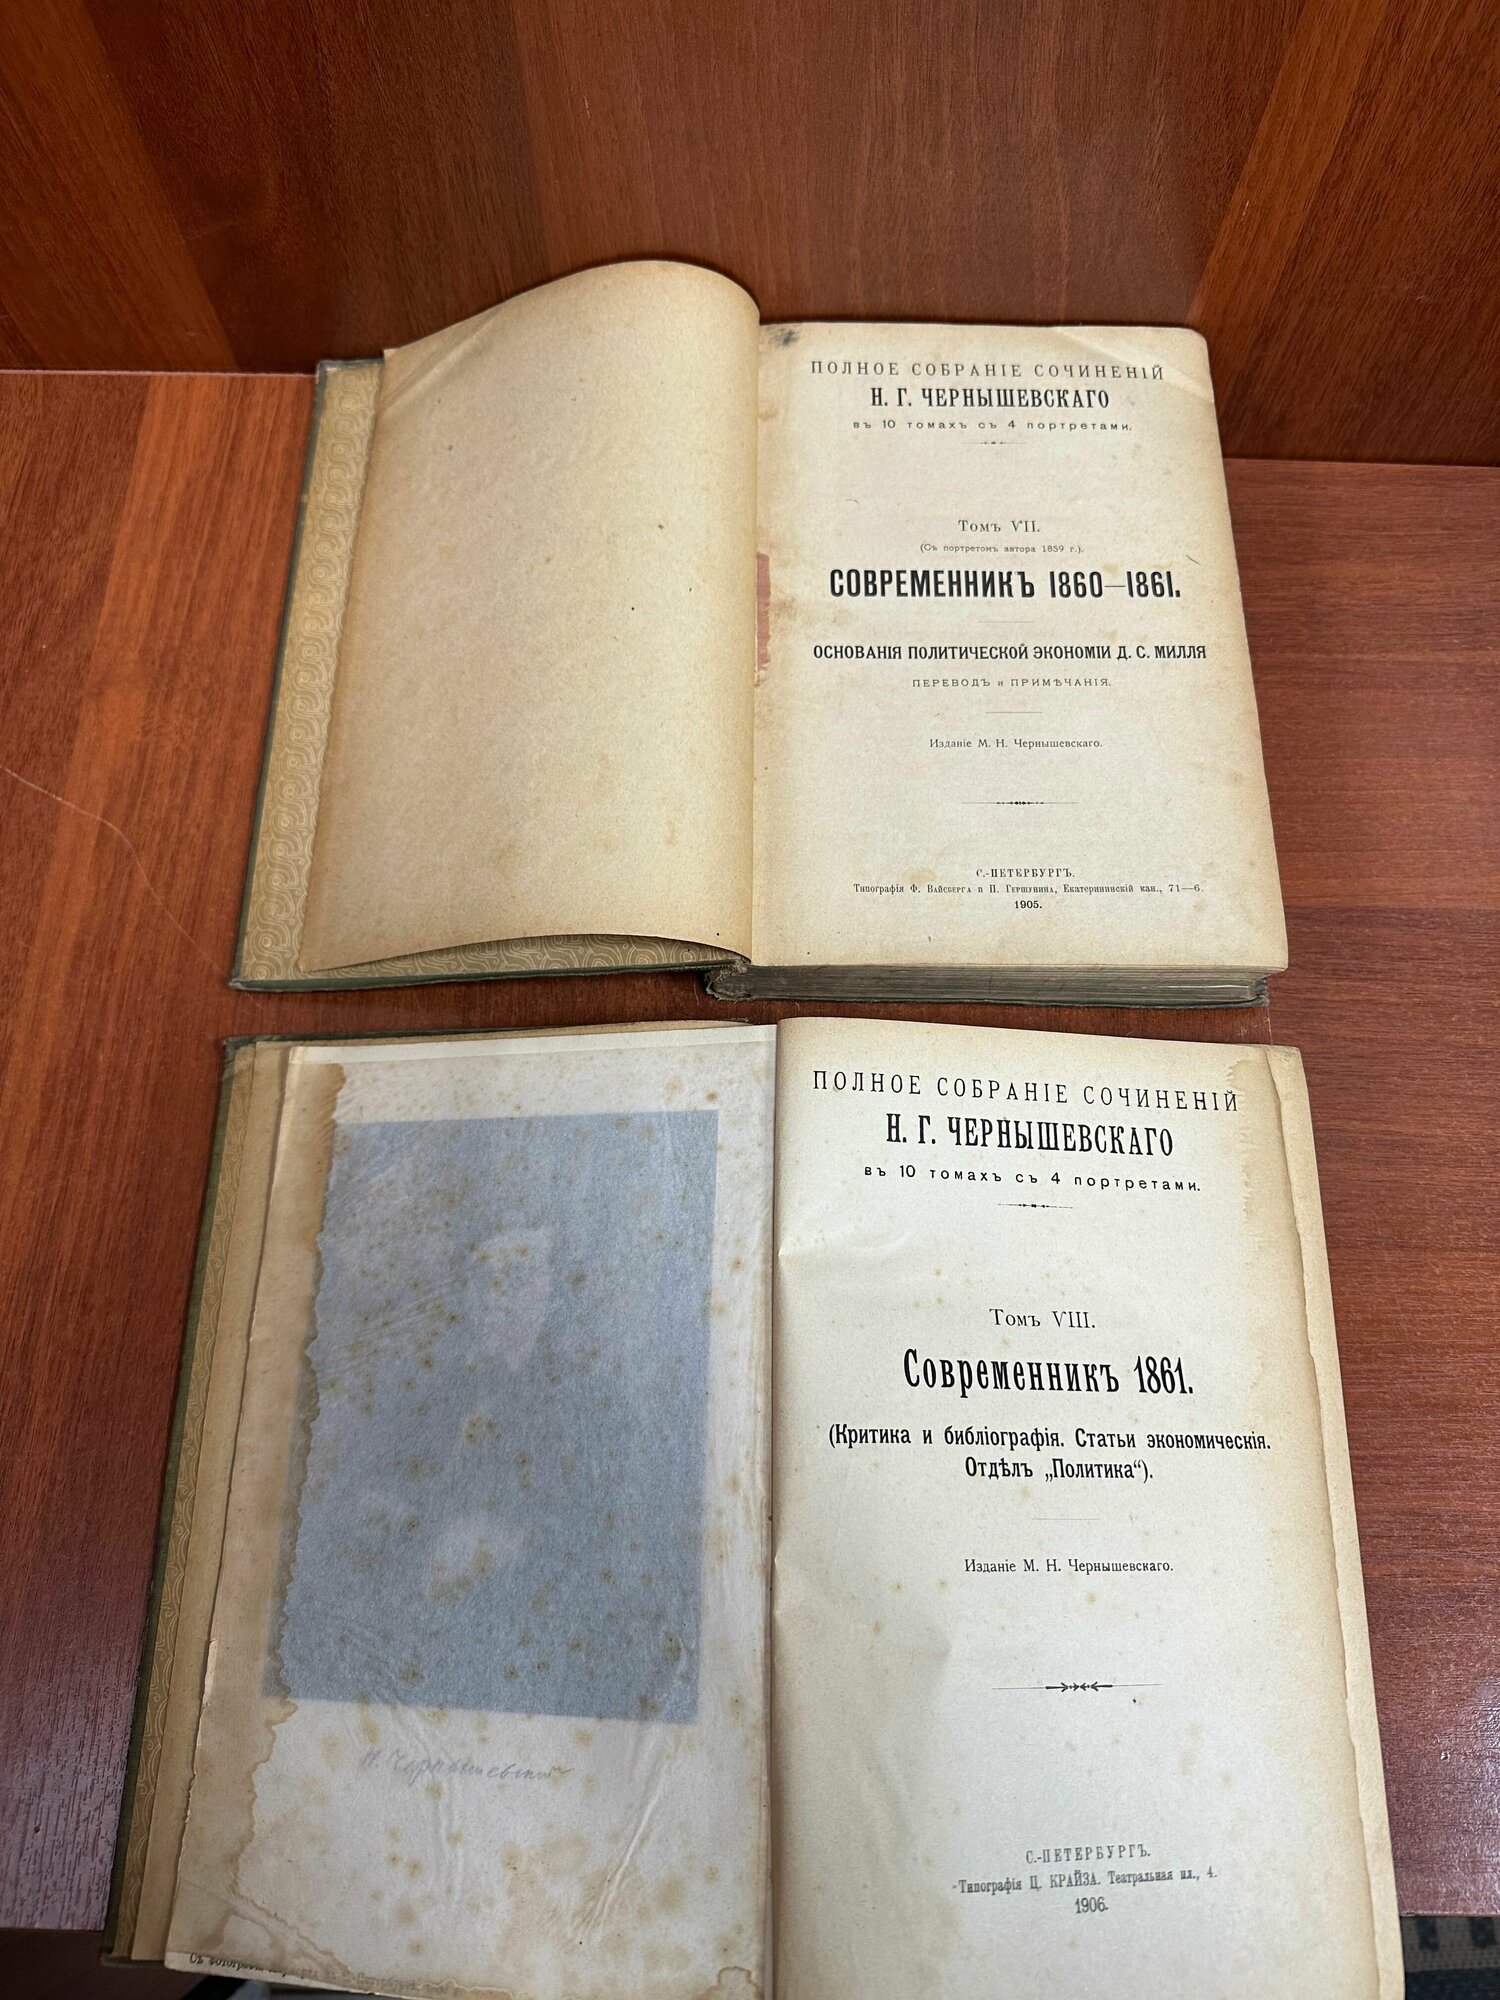 ПОЛНОЕ СОБРАНІЕ СОЧИНЕНІЙ
Н. Г. ЧЕРНЫШЕВСКАГО
въ 10 томахъ съ 4 портретами.
Томъ VII.
(Съ портретомъ автора 1859 г.).
СОВРЕМЕННИКЪ 1860—1861.
ОСНОВАНІЯ ПОЛИТИЧЕСКОЙ ЭКОНОМІИ Д. С. МИЛЛЯ
ПЕРЕВОДЪ и ПРИМѢЧАНІЯ.
Изданіе М. Н. Чернышевскаго.
С.-ПЕТЕРБУРГЪ.
Типографія Ф. Вайсберга и П. Гершунина, Екатерининскій кан., 71—6.
1905.
ПОЛНОЕ СОБРАНІЕ СОЧИНЕНІЙ
Н. Г. ЧЕРНЫШЕВСКАГО
въ 10 томахъ съ 4 портретами.
Томъ VIII.
Современникъ 1861.
(Критика и библіографія. Статьи экономическія.
Отдѣлъ „Политика“).
Изданіе М. Н. Чернышевскаго.
С.-ПЕТЕРБУРГЪ.
Типографія Ц. КРАЙЗА. Театральная пл., 4.
1906.
Н. Чернышевскій
Съ фотографіи